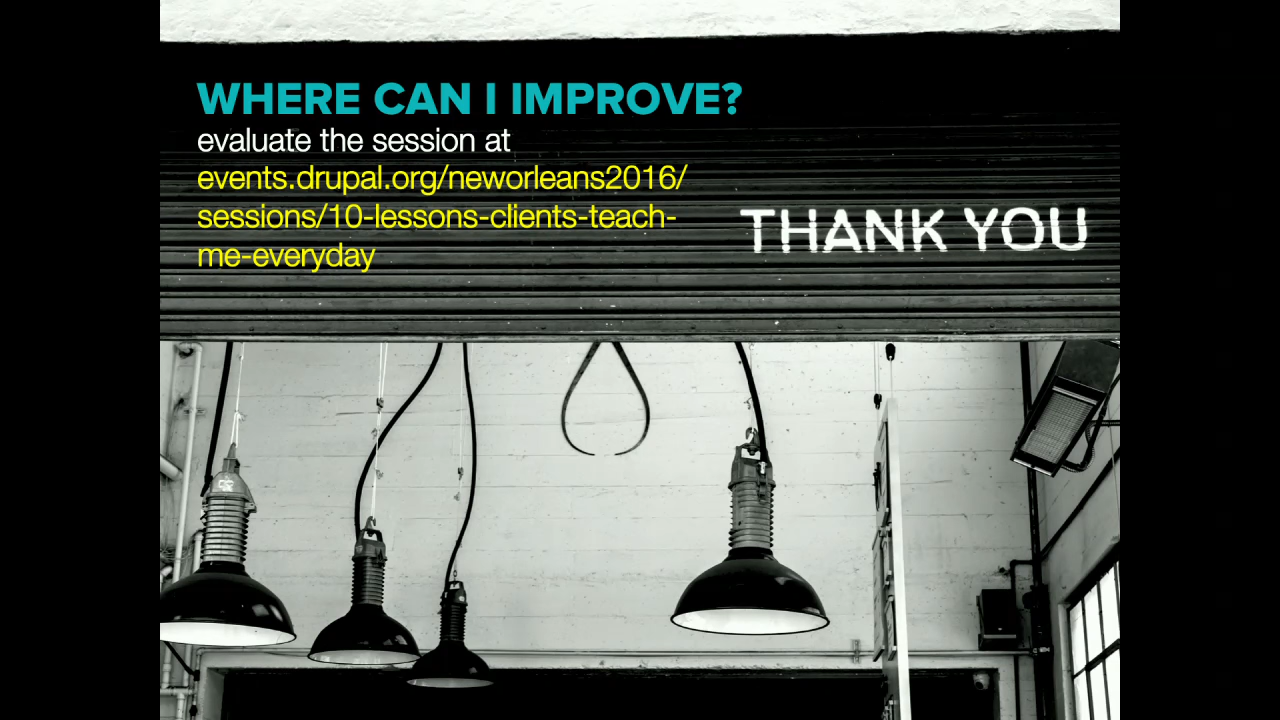 WHERE CAN I IMPROVE?
evaluate the session at
events.drupal.org/neworleans2016/
sessions/10-lessons-clients-teach-
me-everyday
THANK YOU